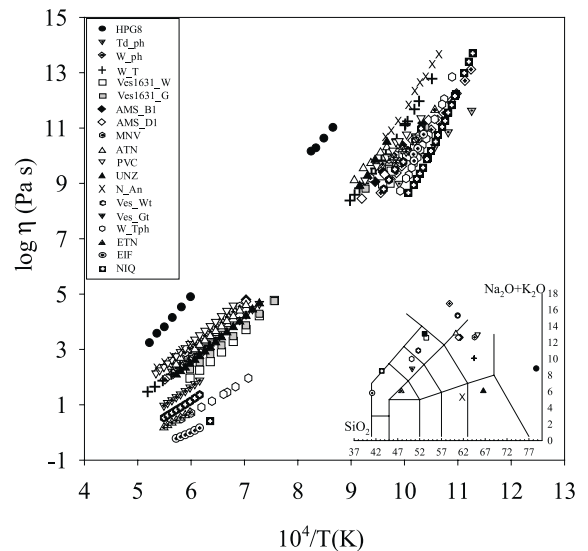 15
13
11
9
7
5
3
1
-1
log η (Pa s)
HPG8
Td_ph
W_ph
W_T
Ves1631_W
Ves1631_G
AMS_B1
AMS_D1
MNV
ATN
PVC
UNZ
N_An
Ves_Wt
Ves_Gt
W_Tph
ETN
EIF
NIQ
Na2O+K2O
18
16
14
12
10
8
6
4
2
0
SiO2
37 42 47 52 57 62 67 72 77
4 5 6 7 8 9 10 11 12 13
10⁴/T(K)